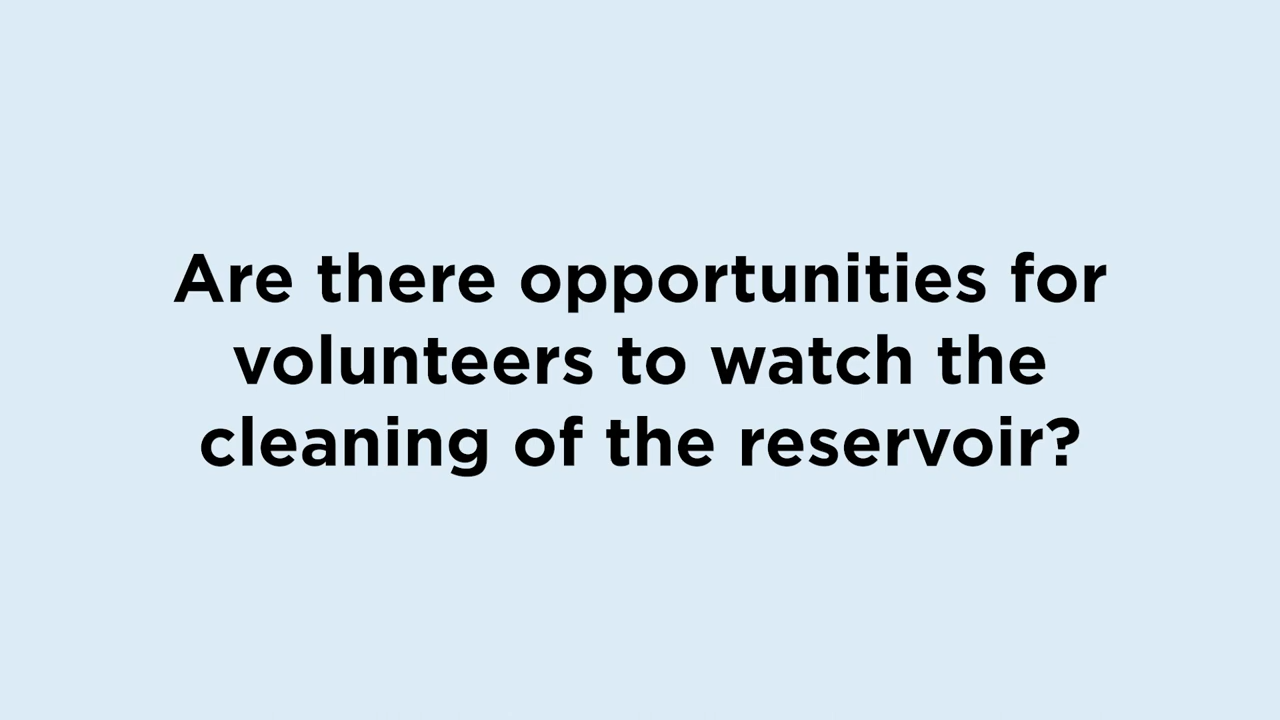 Are there opportunities for
volunteers to watch the
cleaning of the reservoir?